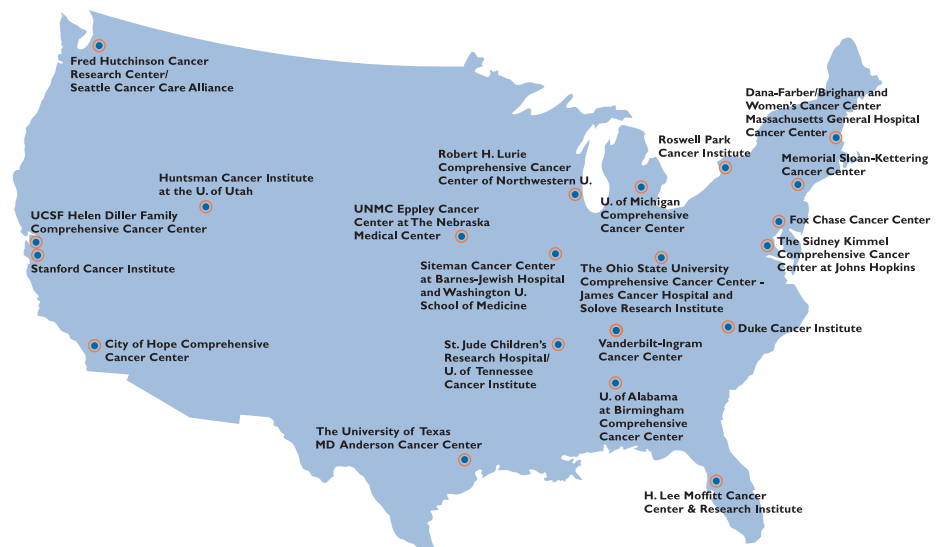 Fred Hutchinson Cancer
Research Center/
Seattle Cancer Care Alliance
Dana-Farber/Brigham and
Women's Cancer Center
Massachusetts General Hospital
Cancer Center
Roswell Park
Cancer Institute
Robert H. Lurie
Comprehensive Cancer
Center of Northwestern U.
Memorial Sloan-Kettering
Cancer Center
Huntsman Cancer Institute
at the U. of Utah
U. of Michigan
Comprehensive
Cancer Center
UCSF Helen Diller Family
Comprehensive Cancer Center
UNMC Eppley Cancer
Center at The Nebraska
Medical Center
Fox Chase Cancer Center
The Sidney Kimmel
Comprehensive Cancer
Center at Johns Hopkins
Stanford Cancer Institute
Siteman Cancer Center
at Barnes-Jewish Hospital
and Washington U.
School of Medicine
The Ohio State University
Comprehensive Cancer Center -
James Cancer Hospital and
Solove Research Institute
Duke Cancer Institute
City of Hope Comprehensive
Cancer Center
St. Jude Children's
Research Hospital/
U. of Tennessee
Cancer Institute
Vanderbilt-Ingram
Cancer Center
U. of Alabama
at Birmingham
Comprehensive
Cancer Center
The University of Texas
MD Anderson Cancer Center
H. Lee Moffitt Cancer
Center & Research Institute